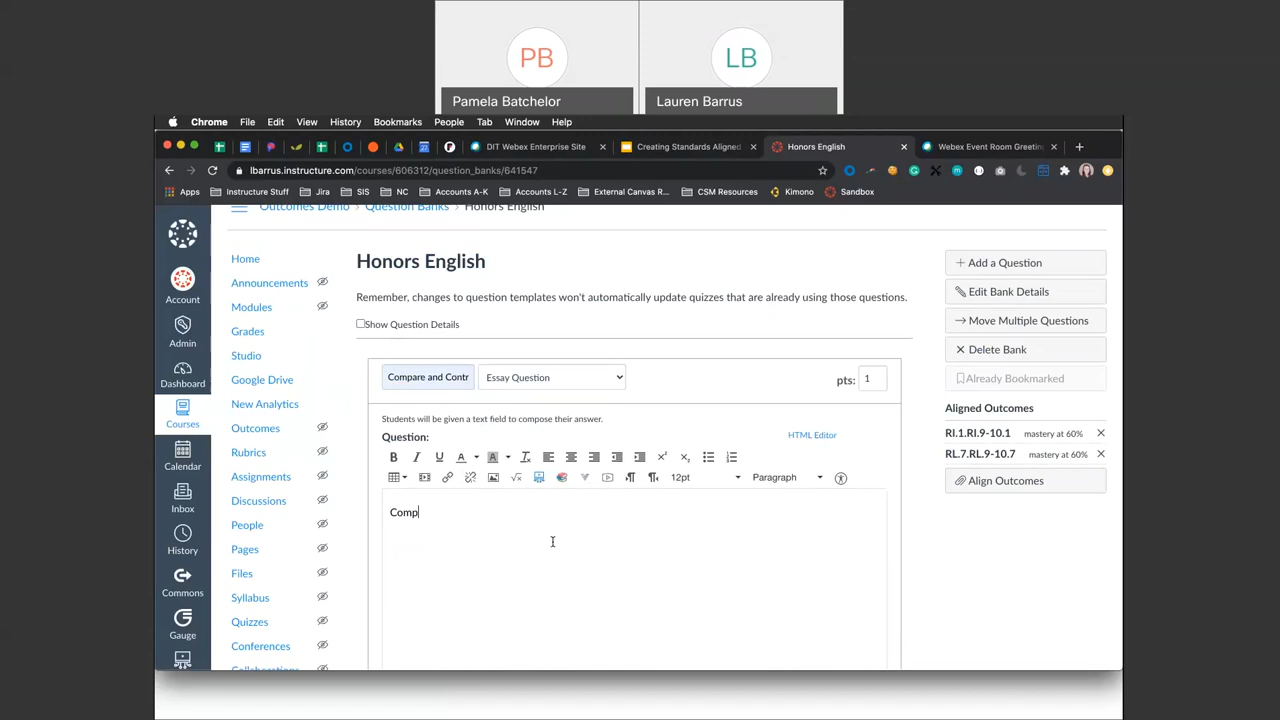 PB
LB
Pamela Batchelor
Lauren Barrus
Chrome File Edit View History Bookmarks People Tab Window Help
DIT Webex Enterprise Site
Creating Standards Aligned
Honors English
Webex Event Room Greetin
lbarrus.instructure.com/courses/606312/question_banks/641547
Apps Instructure Stuff Jira SIS NC Accounts A-K Accounts L-Z External Canvas R... CSM Resources Kimono Sandbox
Outcomes Demo > Question Banks > Honors English
Account
Admin
Dashboard
Courses
Calendar
Inbox
History
Commons
Gauge
Home
Announcements
Modules
Grades
Studio
Google Drive
New Analytics
Outcomes
Rubrics
Assignments
Discussions
People
Pages
Files
Syllabus
Quizzes
Conferences
Collaborations
Honors English
Remember, changes to question templates won't automatically update quizzes that are already using those questions.
Show Question Details
Compare and Contr Essay Question pts: 1
Students will be given a text field to compose their answer.
Question: HTML Editor
B I U A A
12pt Paragraph
Comp
+ Add a Question
Edit Bank Details
Move Multiple Questions
Delete Bank
Already Bookmarked
Aligned Outcomes
RI.1.RI.9-10.1 mastery at 60%
RL.7.RL.9-10.7 mastery at 60%
Align Outcomes